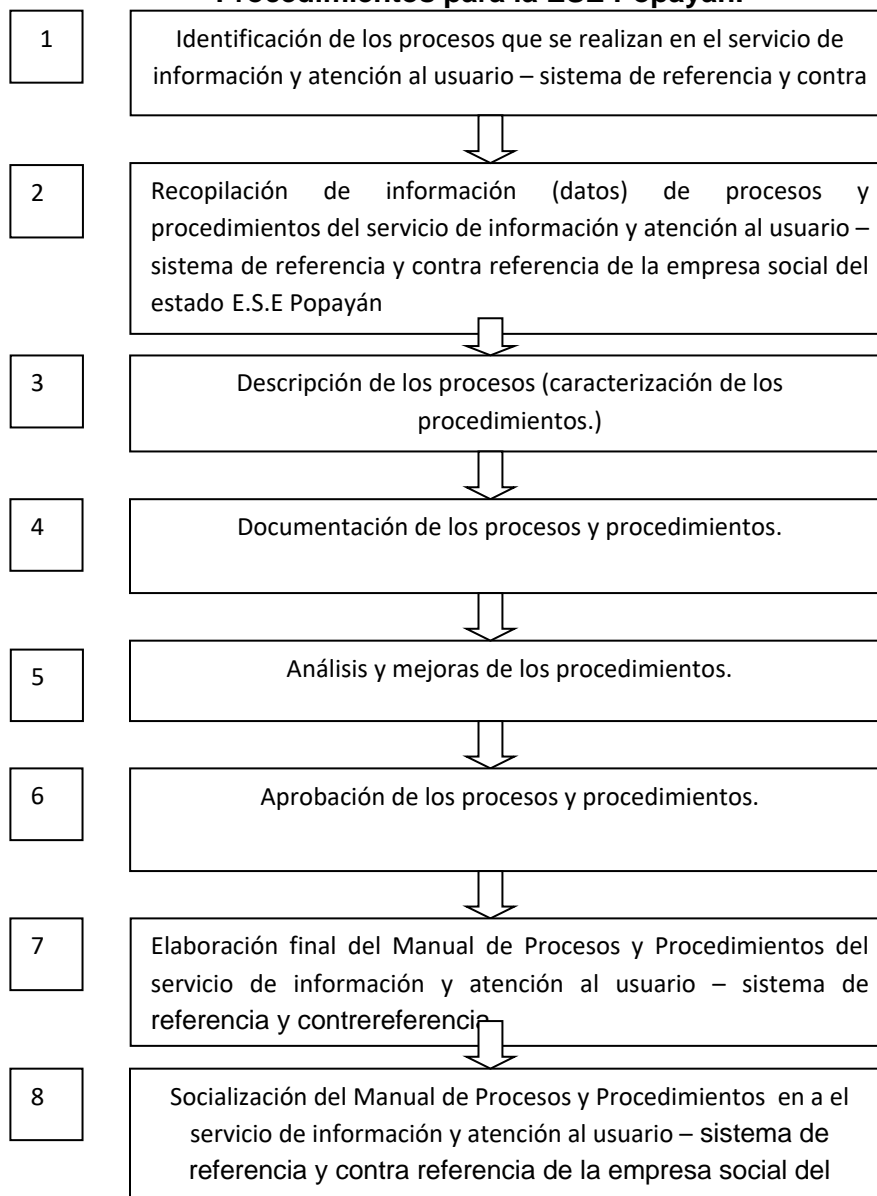 Procedimientos para la ESE Popayán.
1
Identificación de los procesos que se realizan en el servicio de
información y atención al usuario – sistema de referencia y contra
2
Recopilación de información (datos) de procesos y
procedimientos del servicio de información y atención al usuario –
sistema de referencia y contra referencia de la empresa social del
estado E.S.E Popayán
3
Descripción de los procesos (caracterización de los
procedimientos.)
4
Documentación de los procesos y procedimientos.
5
Análisis y mejoras de los procedimientos.
6
Aprobación de los procesos y procedimientos.
7
Elaboración final del Manual de Procesos y Procedimientos del
servicio de información y atención al usuario – sistema de
referencia y contrereferencia
8
Socialización del Manual de Procesos y Procedimientos en a el
servicio de información y atención al usuario – sistema de
referencia y contra referencia de la empresa social del